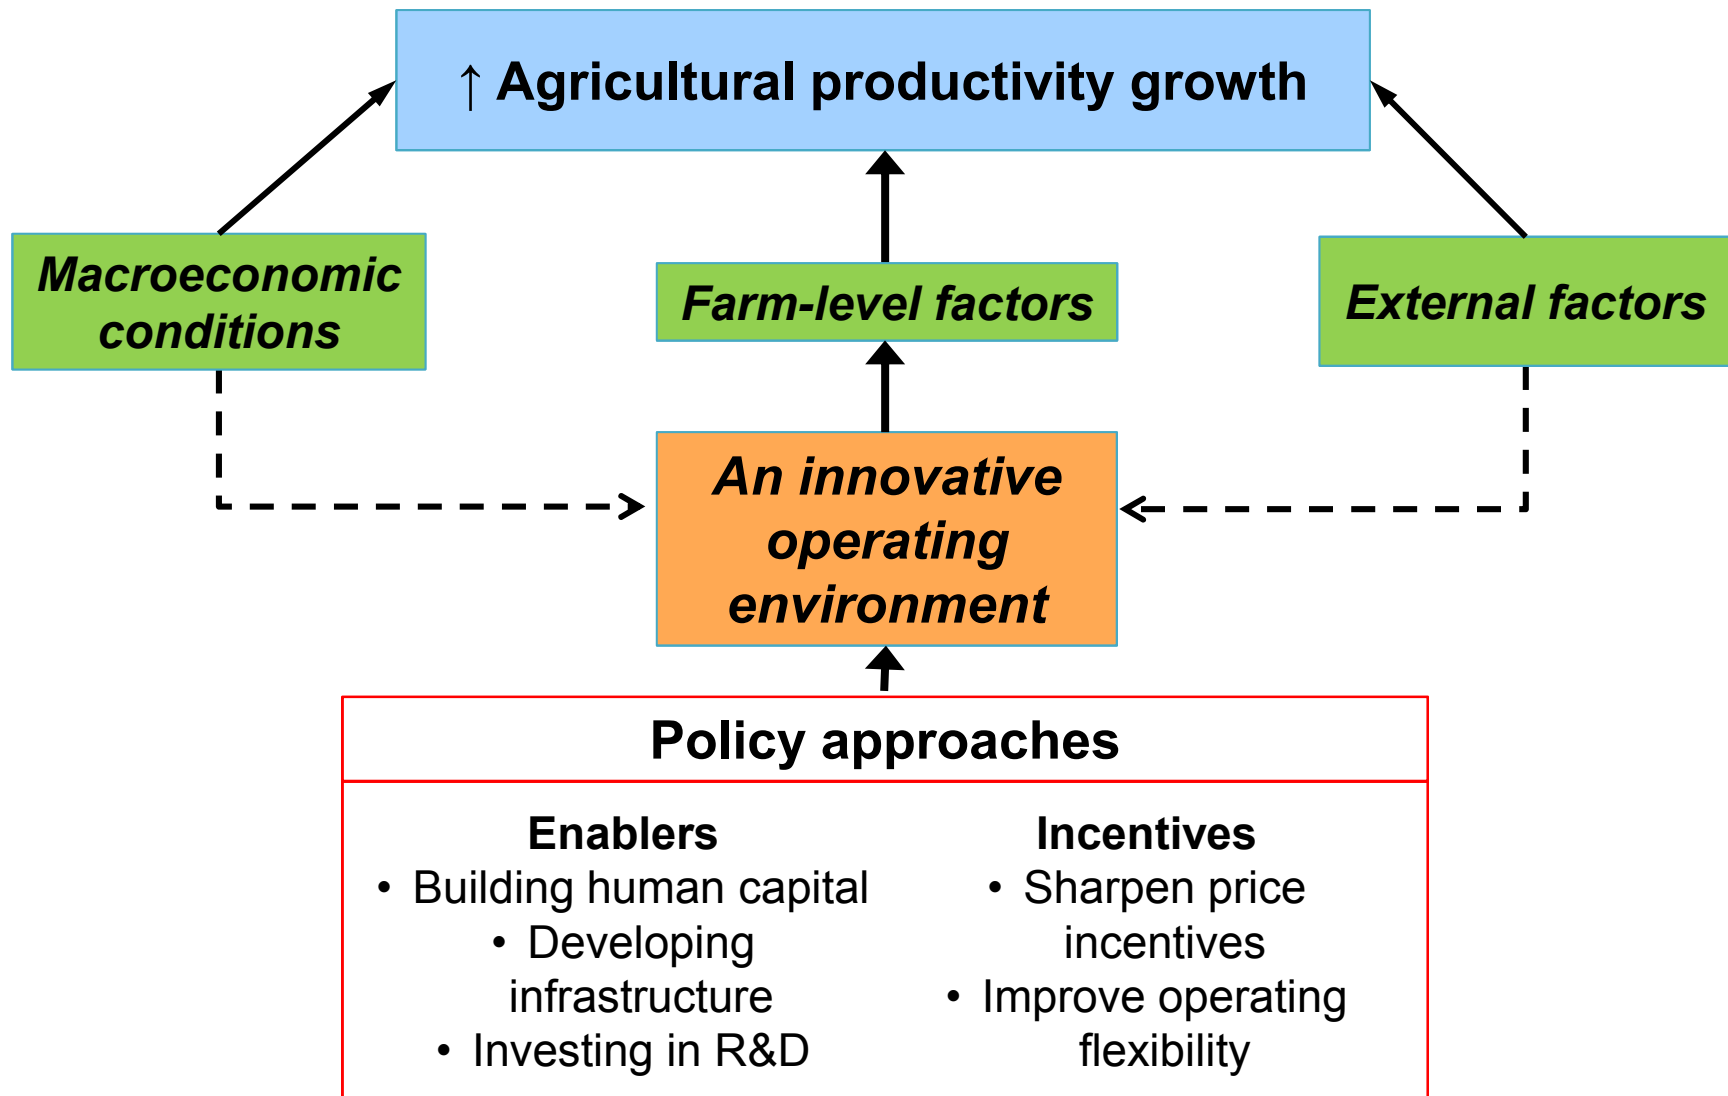 ↑ Agricultural productivity growth
Macroeconomic
conditions
Farm-level factors
External factors
An innovative
operating
environment
Policy approaches
Enablers
• Building human capital
• Developing
infrastructure
• Investing in R&D
Incentives
• Sharpen price
incentives
• Improve operating
flexibility